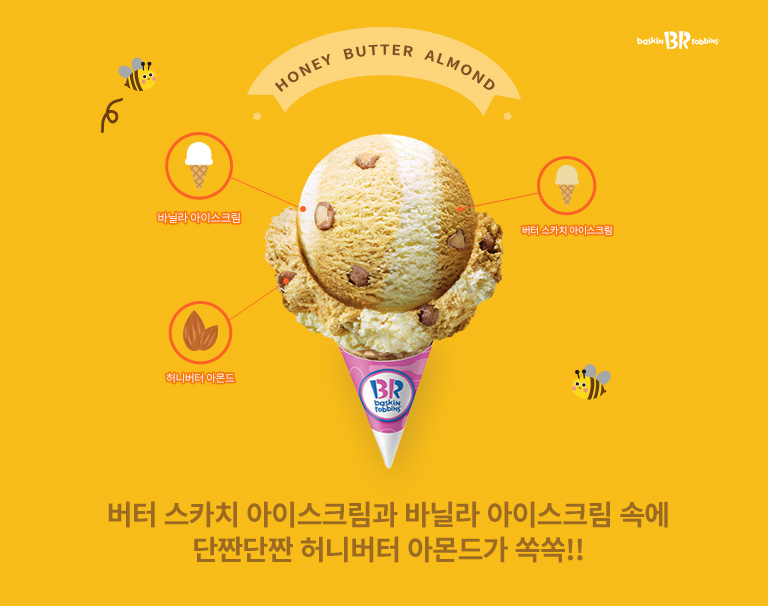 HONEY BUTTER ALMOND
baskin BR robbins
바닐라 아이스크림
버터 스카치 아이스크림
허니버터 아몬드
BR
baskin
robbins
버터 스카치 아이스크림과 바닐라 아이스크림 속에
단짠단짠 허니버터 아몬드가 쏙쏙!!